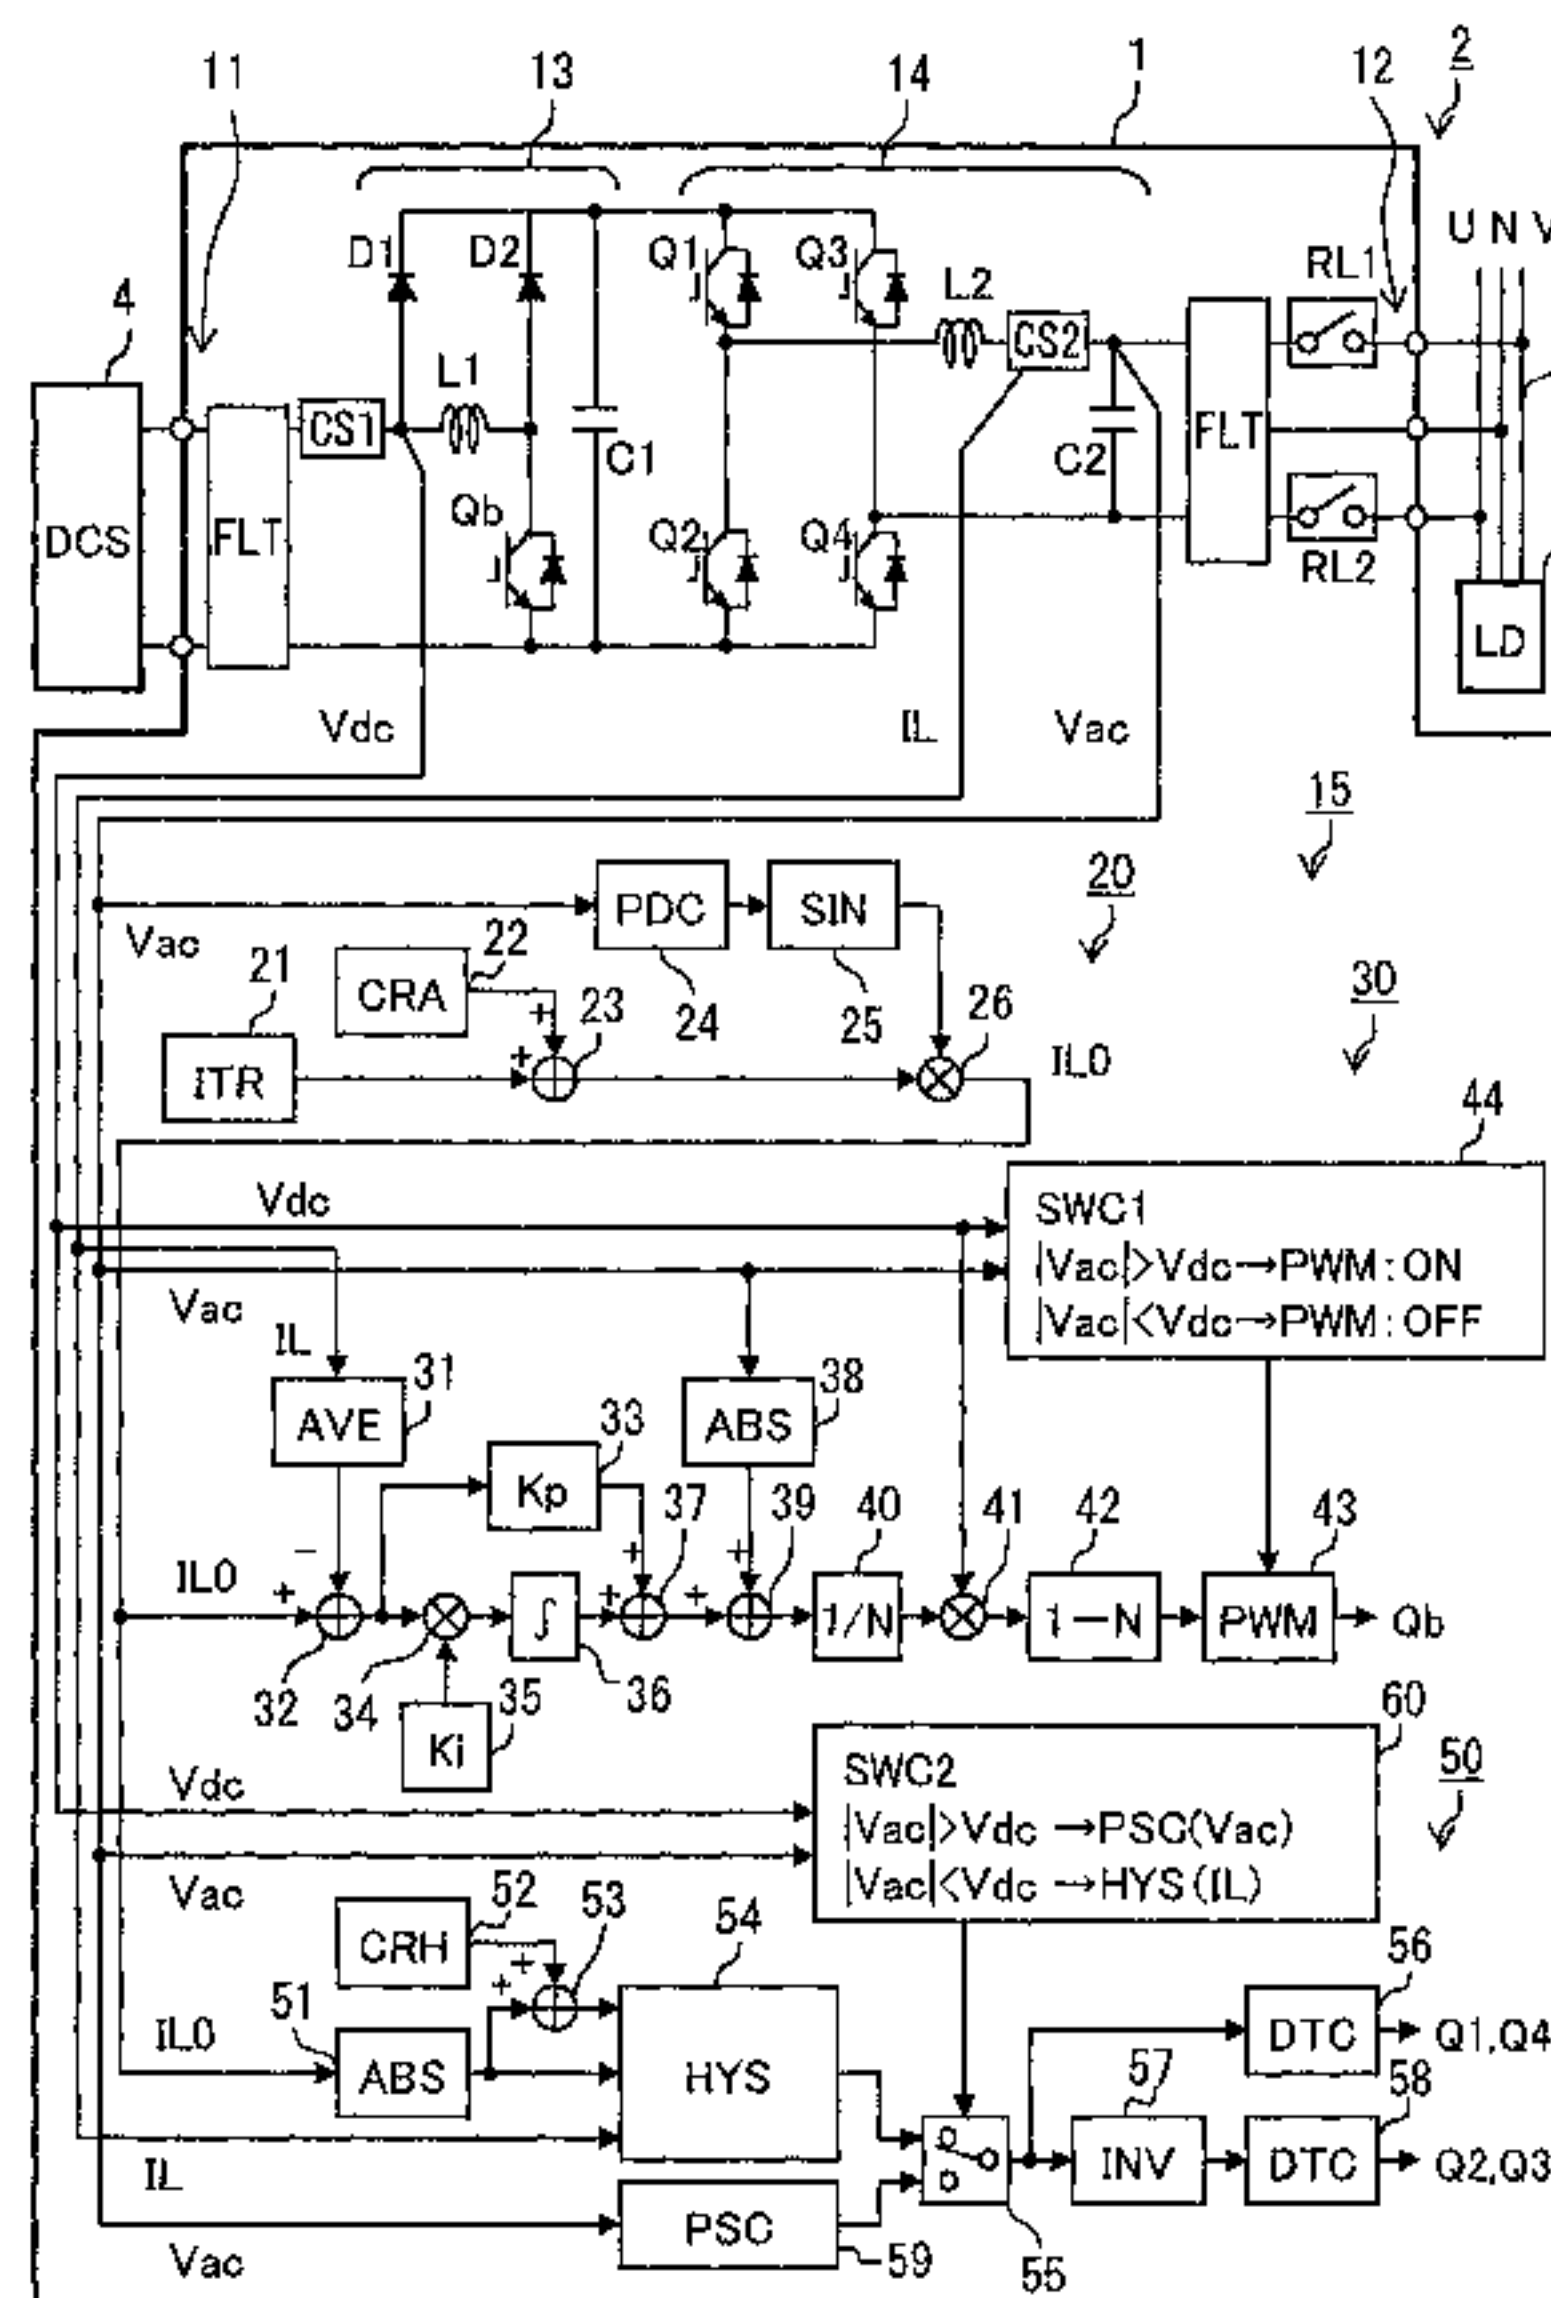 11
13
14
1
12
2
D1
D2
Q1
Q3
L2
CS2
RL1
U N V
4
L1
CS1
C1
C2
FLT
DCS
FLT
Qb
Q2
Q4
RL2
LD
Vdc
IL
Vac
15
20
30
Vac
PDC
SIN
24
25
21
CRA
22
23
26
ITR
IL0
44
Vdc
SWC1
|Vac|>Vdc→PWM:ON
|Vac|<Vdc→PWM:OFF
Vac
IL
AVE
31
33
Kp
ABS
38
37
39
40
41
42
43
IL0
+
−
+
+
+
+
∫
1/N
1−N
PWM
Qb
32
34
35
36
Ki
60
50
Vdc
SWC2
|Vac|>Vdc →PSC(Vac)
|Vac|<Vdc →HYS(IL)
Vac
CRH
52
53
54
+
+
56
51
IL0
ABS
HYS
DTC
Q1,Q4
57
58
INV
DTC
Q2,Q3
IL
PSC
59
55
Vac
+
+